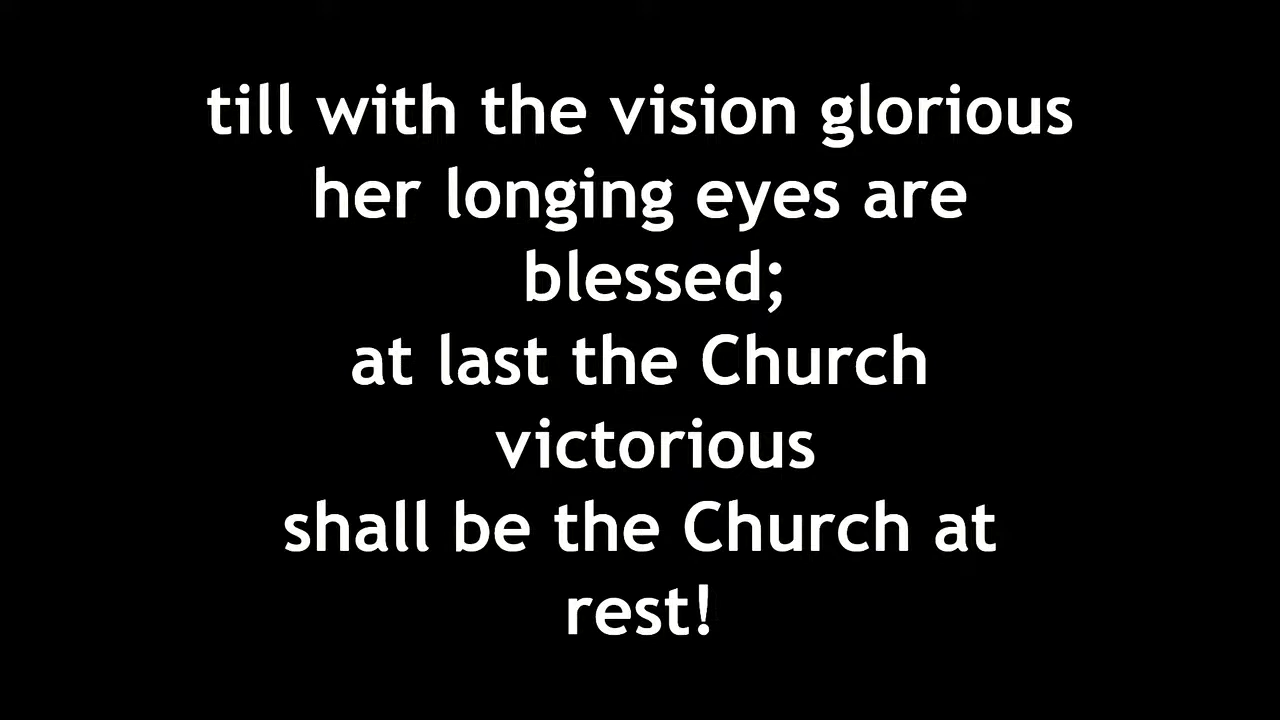 till with the vision glorious
her longing eyes are
blessed;
at last the Church
victorious
shall be the Church at
rest!